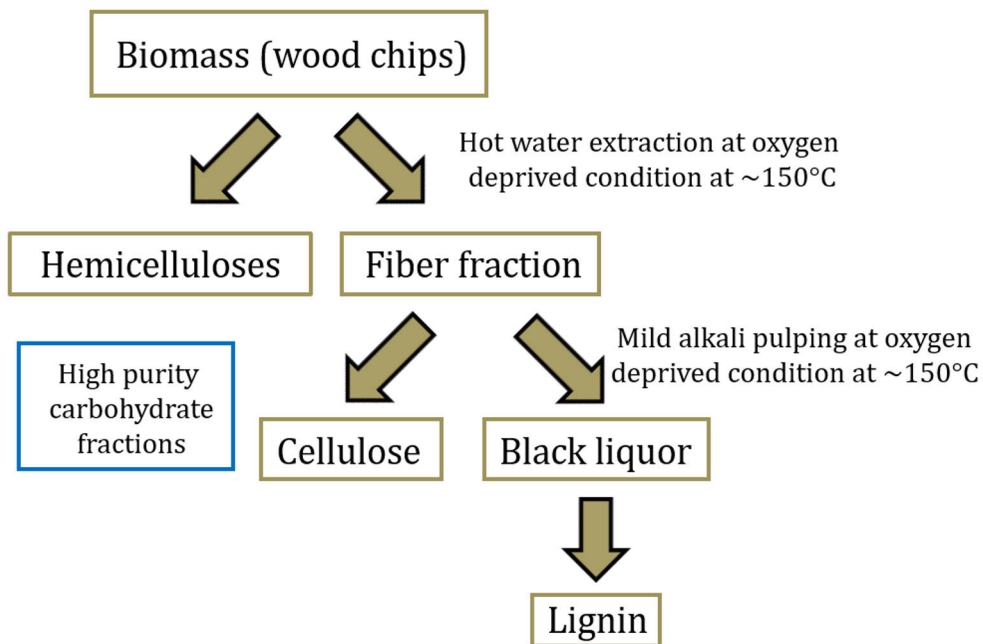 Biomass (wood chips)
Hot water extraction at oxygen
deprived condition at ~150°C
Hemicelluloses
Fiber fraction
Mild alkali pulping at oxygen
deprived condition at ~150°C
High purity
carbohydrate
fractions
Cellulose
Black liquor
Lignin